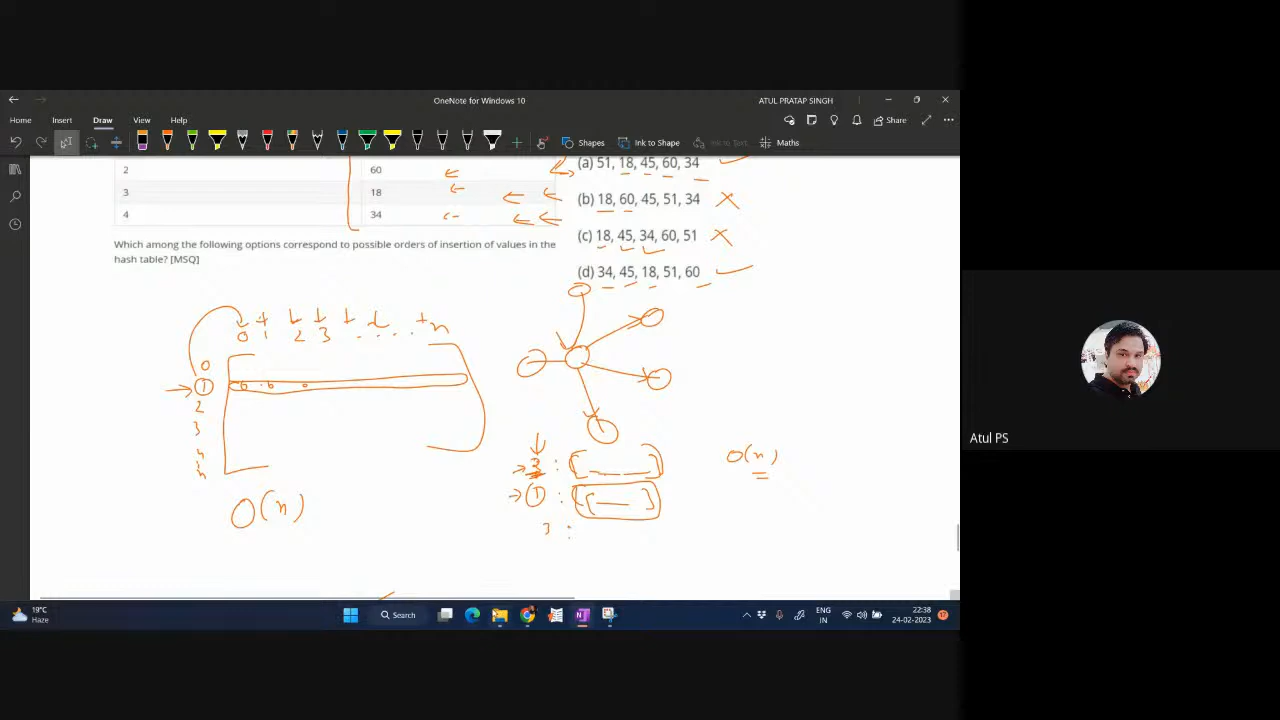 OneNote for Windows 10
ATUL PRATAP SINGH
Home Insert Draw View Help
Share
Shapes Ink to Shape Ink to Text Maths
2 60
3 18
4 34
Which among the following options correspond to possible orders of insertion of values in the
hash table? [MSQ]
(a) 51, 18, 45, 60, 34
(b) 18, 60, 45, 51, 34
(c) 18, 45, 34, 60, 51
(d) 34, 45, 18, 51, 60
0 1 2 3 . . . . . n
0
1
2
3
n
O(n)
2 : [ ]
1 : [ ]
3 :
O(n)
Atul PS
19°C
Haze
Search
ENG
IN
22:38
24-02-2023